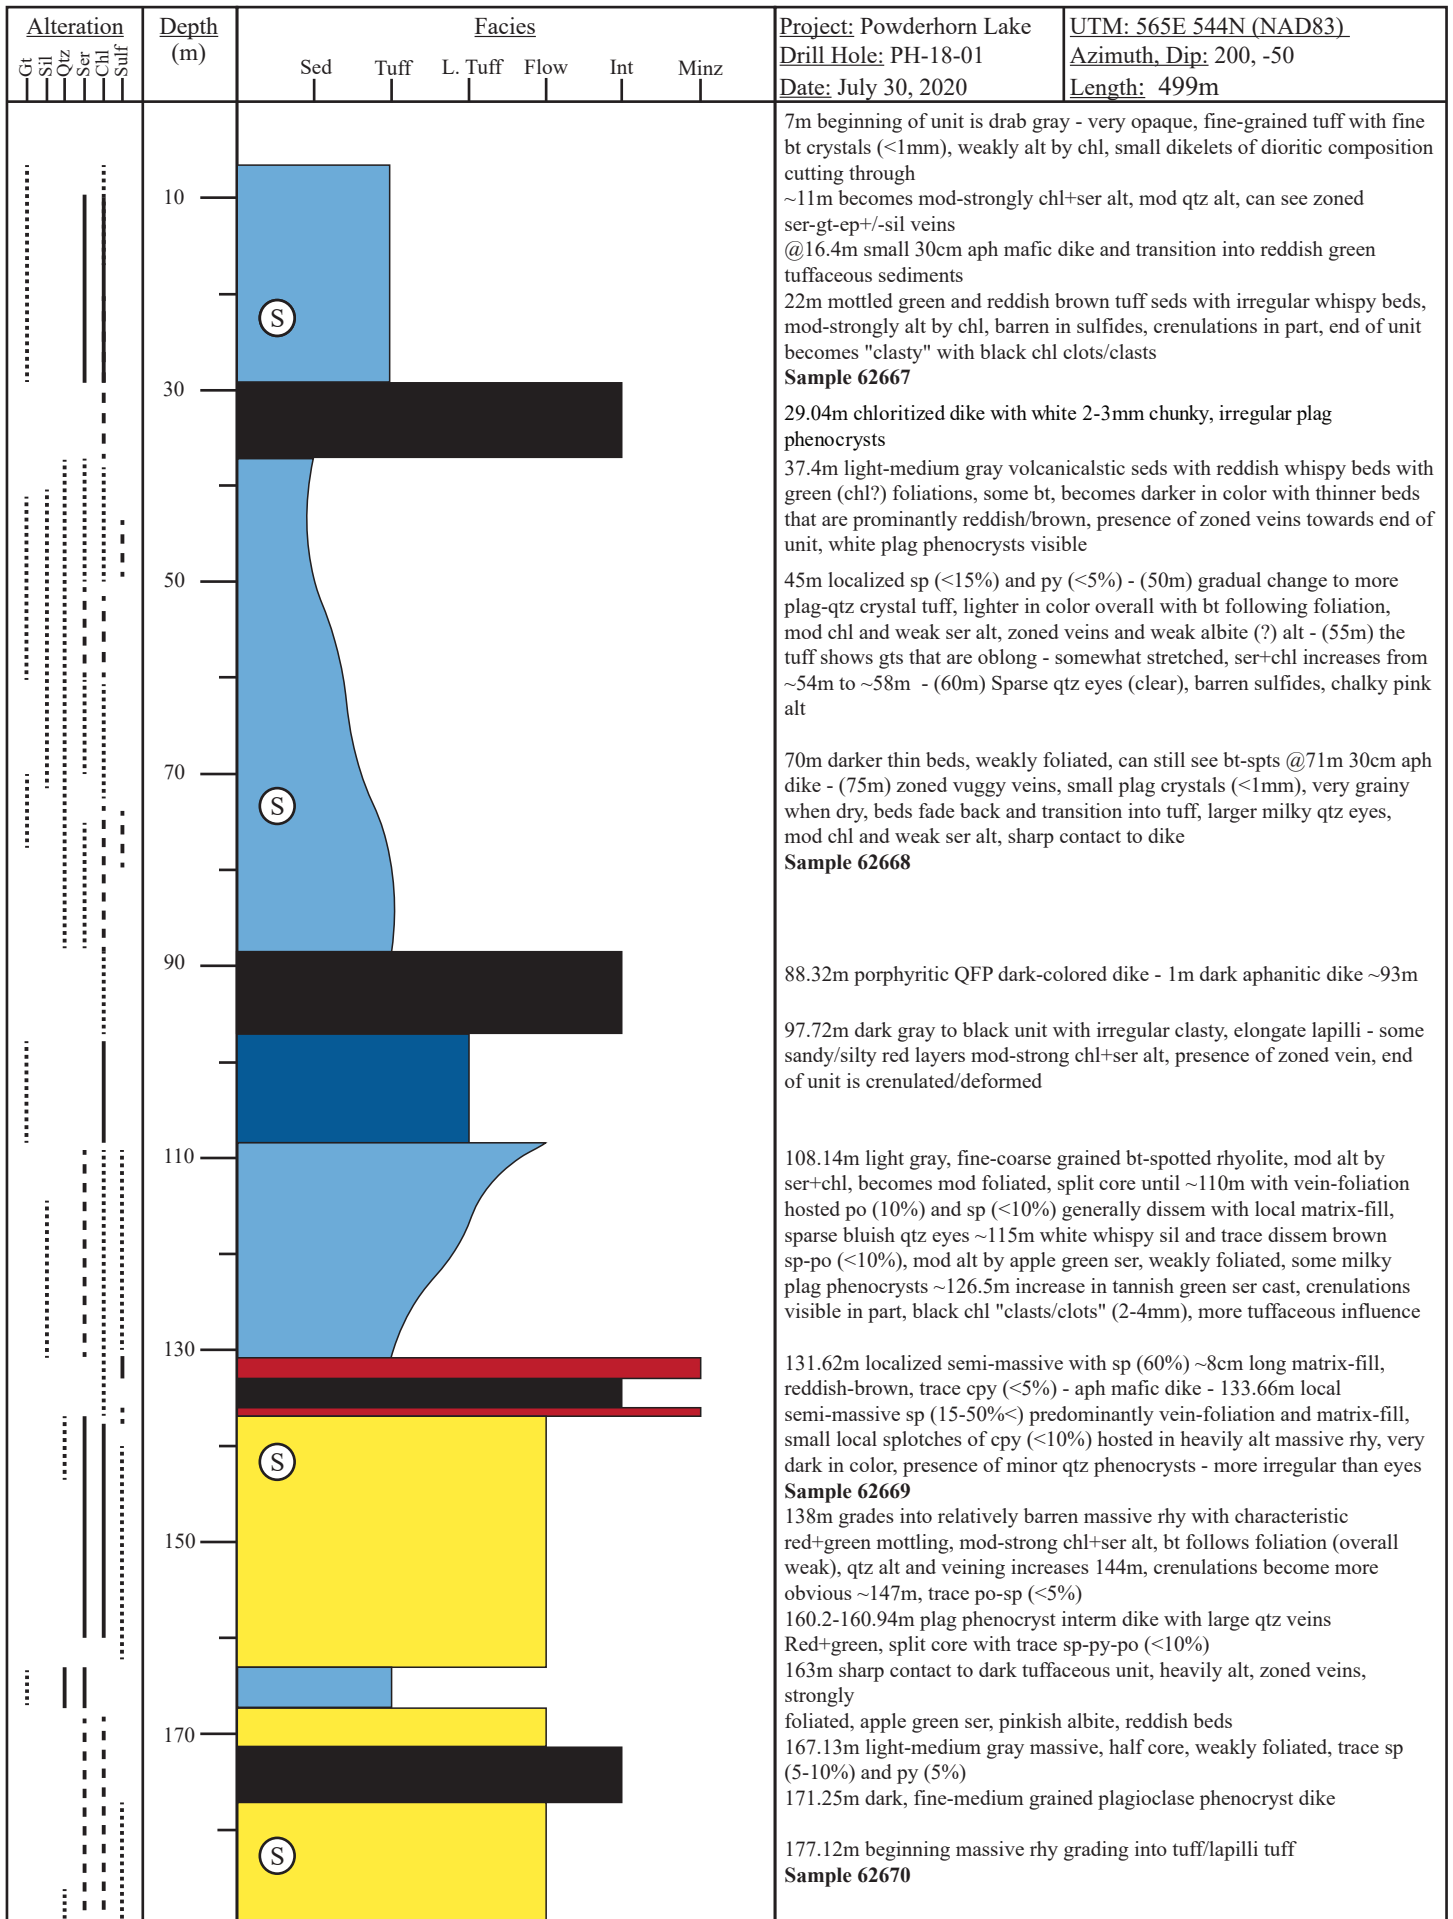 Alteration
Gt
Sil
Qtz
Ser
Chl
Sulf
Depth
(m)
Facies
Sed Tuff L. Tuff Flow Int Minz
Project: Powderhorn Lake
Drill Hole: PH-18-01
Date: July 30, 2020
UTM: 565E 544N (NAD83)
Azimuth, Dip: 200, -50
Length: 499m
10
30
50
70
90
110
130
150
170
S
S
S
S
7m beginning of unit is drab gray - very opaque, fine-grained tuff with fine
bt crystals (<1mm), weakly alt by chl, small dikelets of dioritic composition
cutting through
~11m becomes mod-strongly chl+ser alt, mod qtz alt, can see zoned
ser-gt-ep+/-sil veins
@16.4m small 30cm aph mafic dike and transition into reddish green
tuffaceous sediments
22m mottled green and reddish brown tuff seds with irregular whispy beds,
mod-strongly alt by chl, barren in sulfides, crenulations in part, end of unit
becomes "clasty" with black chl clots/clasts
Sample 62667
29.04m chloritized dike with white 2-3mm chunky, irregular plag
phenocrysts
37.4m light-medium gray volcanicalstic seds with reddish whispy beds with
green (chl?) foliations, some bt, becomes darker in color with thinner beds
that are prominantly reddish/brown, presence of zoned veins towards end of
unit, white plag phenocrysts visible
45m localized sp (<15%) and py (<5%) - (50m) gradual change to more
plag-qtz crystal tuff, lighter in color overall with bt following foliation,
mod chl and weak ser alt, zoned veins and weak albite (?) alt - (55m) the
tuff shows gts that are oblong - somewhat stretched, ser+chl increases from
~54m to ~58m - (60m) Sparse qtz eyes (clear), barren sulfides, chalky pink
alt
70m darker thin beds, weakly foliated, can still see bt-spts @71m 30cm aph
dike - (75m) zoned vuggy veins, small plag crystals (<1mm), very grainy
when dry, beds fade back and transition into tuff, larger milky qtz eyes,
mod chl and weak ser alt, sharp contact to dike
Sample 62668
88.32m porphyritic QFP dark-colored dike - 1m dark aphanitic dike ~93m
97.72m dark gray to black unit with irregular clasty, elongate lapilli - some
sandy/silty red layers mod-strong chl+ser alt, presence of zoned vein, end
of unit is crenulated/deformed
108.14m light gray, fine-coarse grained bt-spotted rhyolite, mod alt by
ser+chl, becomes mod foliated, split core until ~110m with vein-foliation
hosted po (10%) and sp (<10%) generally dissem with local matrix-fill,
sparse bluish qtz eyes ~115m white whispy sil and trace dissem brown
sp-po (<10%), mod alt by apple green ser, weakly foliated, some milky
plag phenocrysts ~126.5m increase in tannish green ser cast, crenulations
visible in part, black chl "clasts/clots" (2-4mm), more tuffaceous influence
131.62m localized semi-massive with sp (60%) ~8cm long matrix-fill,
reddish-brown, trace cpy (<5%) - aph mafic dike - 133.66m local
semi-massive sp (15-50%<) predominantly vein-foliation and matrix-fill,
small local splotches of cpy (<10%) hosted in heavily alt massive rhy, very
dark in color, presence of minor qtz phenocrysts - more irregular than eyes
Sample 62669
138m grades into relatively barren massive rhy with characteristic
red+green mottling, mod-strong chl+ser alt, bt follows foliation (overall
weak), qtz alt and veining increases 144m, crenulations become more
obvious ~147m, trace po-sp (<5%)
160.2-160.94m plag phenocryst interm dike with large qtz veins
Red+green, split core with trace sp-py-po (<10%)
163m sharp contact to dark tuffaceous unit, heavily alt, zoned veins,
strongly
foliated, apple green ser, pinkish albite, reddish beds
167.13m light-medium gray massive, half core, weakly foliated, trace sp
(5-10%) and py (5%)
171.25m dark, fine-medium grained plagioclase phenocryst dike
177.12m beginning massive rhy grading into tuff/lapilli tuff
Sample 62670